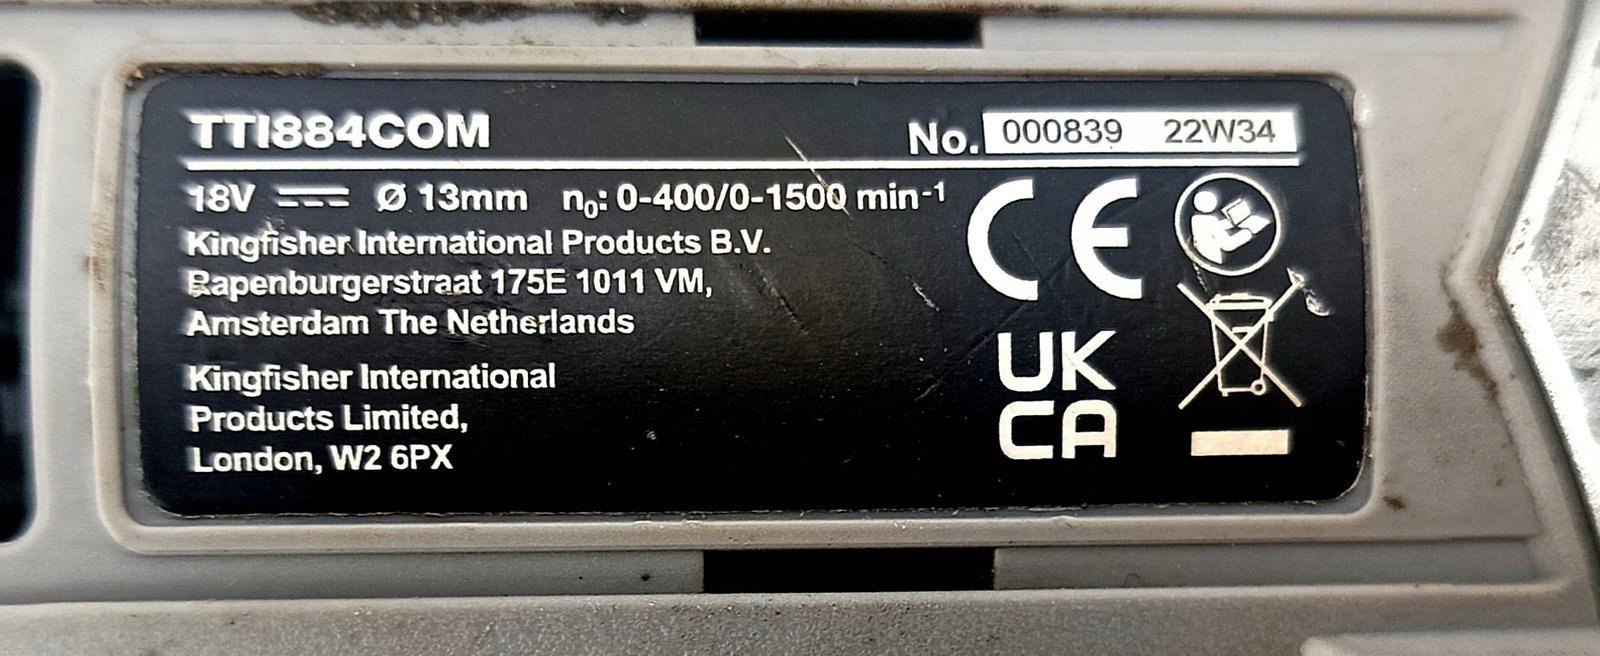 TTI884COM
No. 000839 22W34
18V Ø 13mm n₀: 0-400/0-1500 min⁻¹
Kingfisher International Products B.V.
Rapenburgerstraat 175E 1011 VM,
Amsterdam The Netherlands
Kingfisher International
Products Limited,
London, W2 6PX
CE
UK
CA